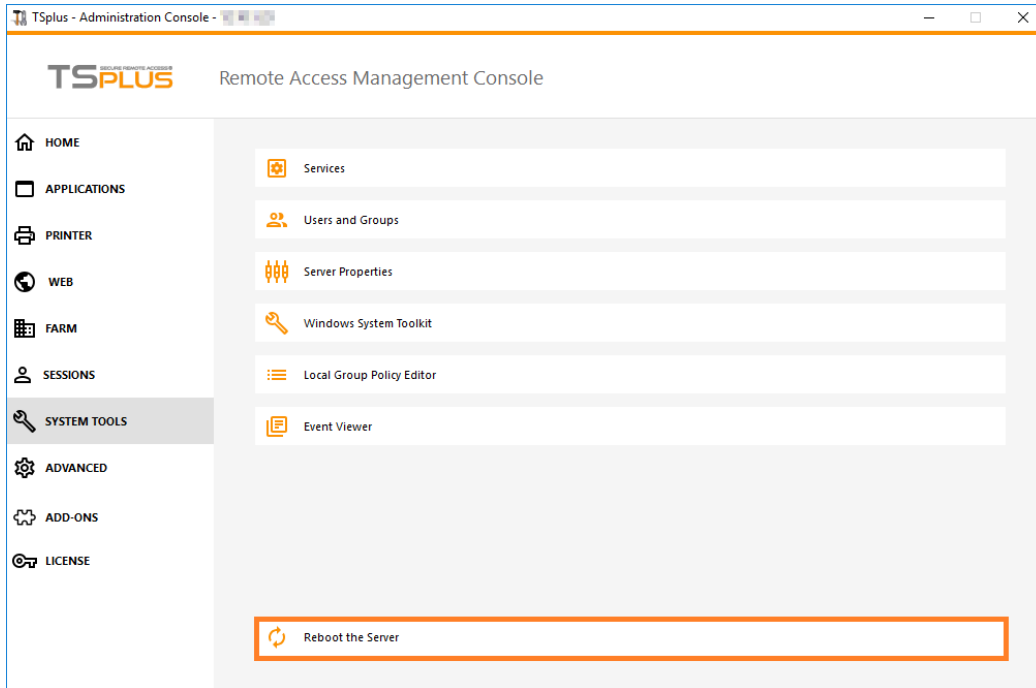 TSplus - Administration Console -
SECURE REMOTE ACCESS®
TSPLUS
Remote Access Management Console
HOME
APPLICATIONS
PRINTER
WEB
FARM
SESSIONS
SYSTEM TOOLS
ADVANCED
ADD-ONS
LICENSE
Services
Users and Groups
Server Properties
Windows System Toolkit
Local Group Policy Editor
Event Viewer
Reboot the Server